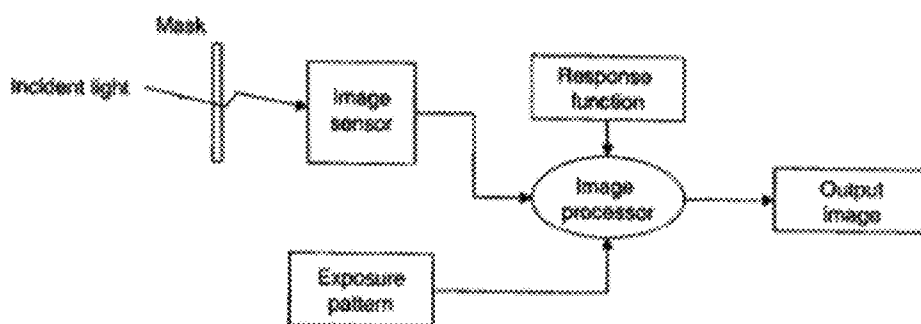 Mask
Incident light
Image
sensor
Response
function
Image
processor
Output
image
Exposure
pattern